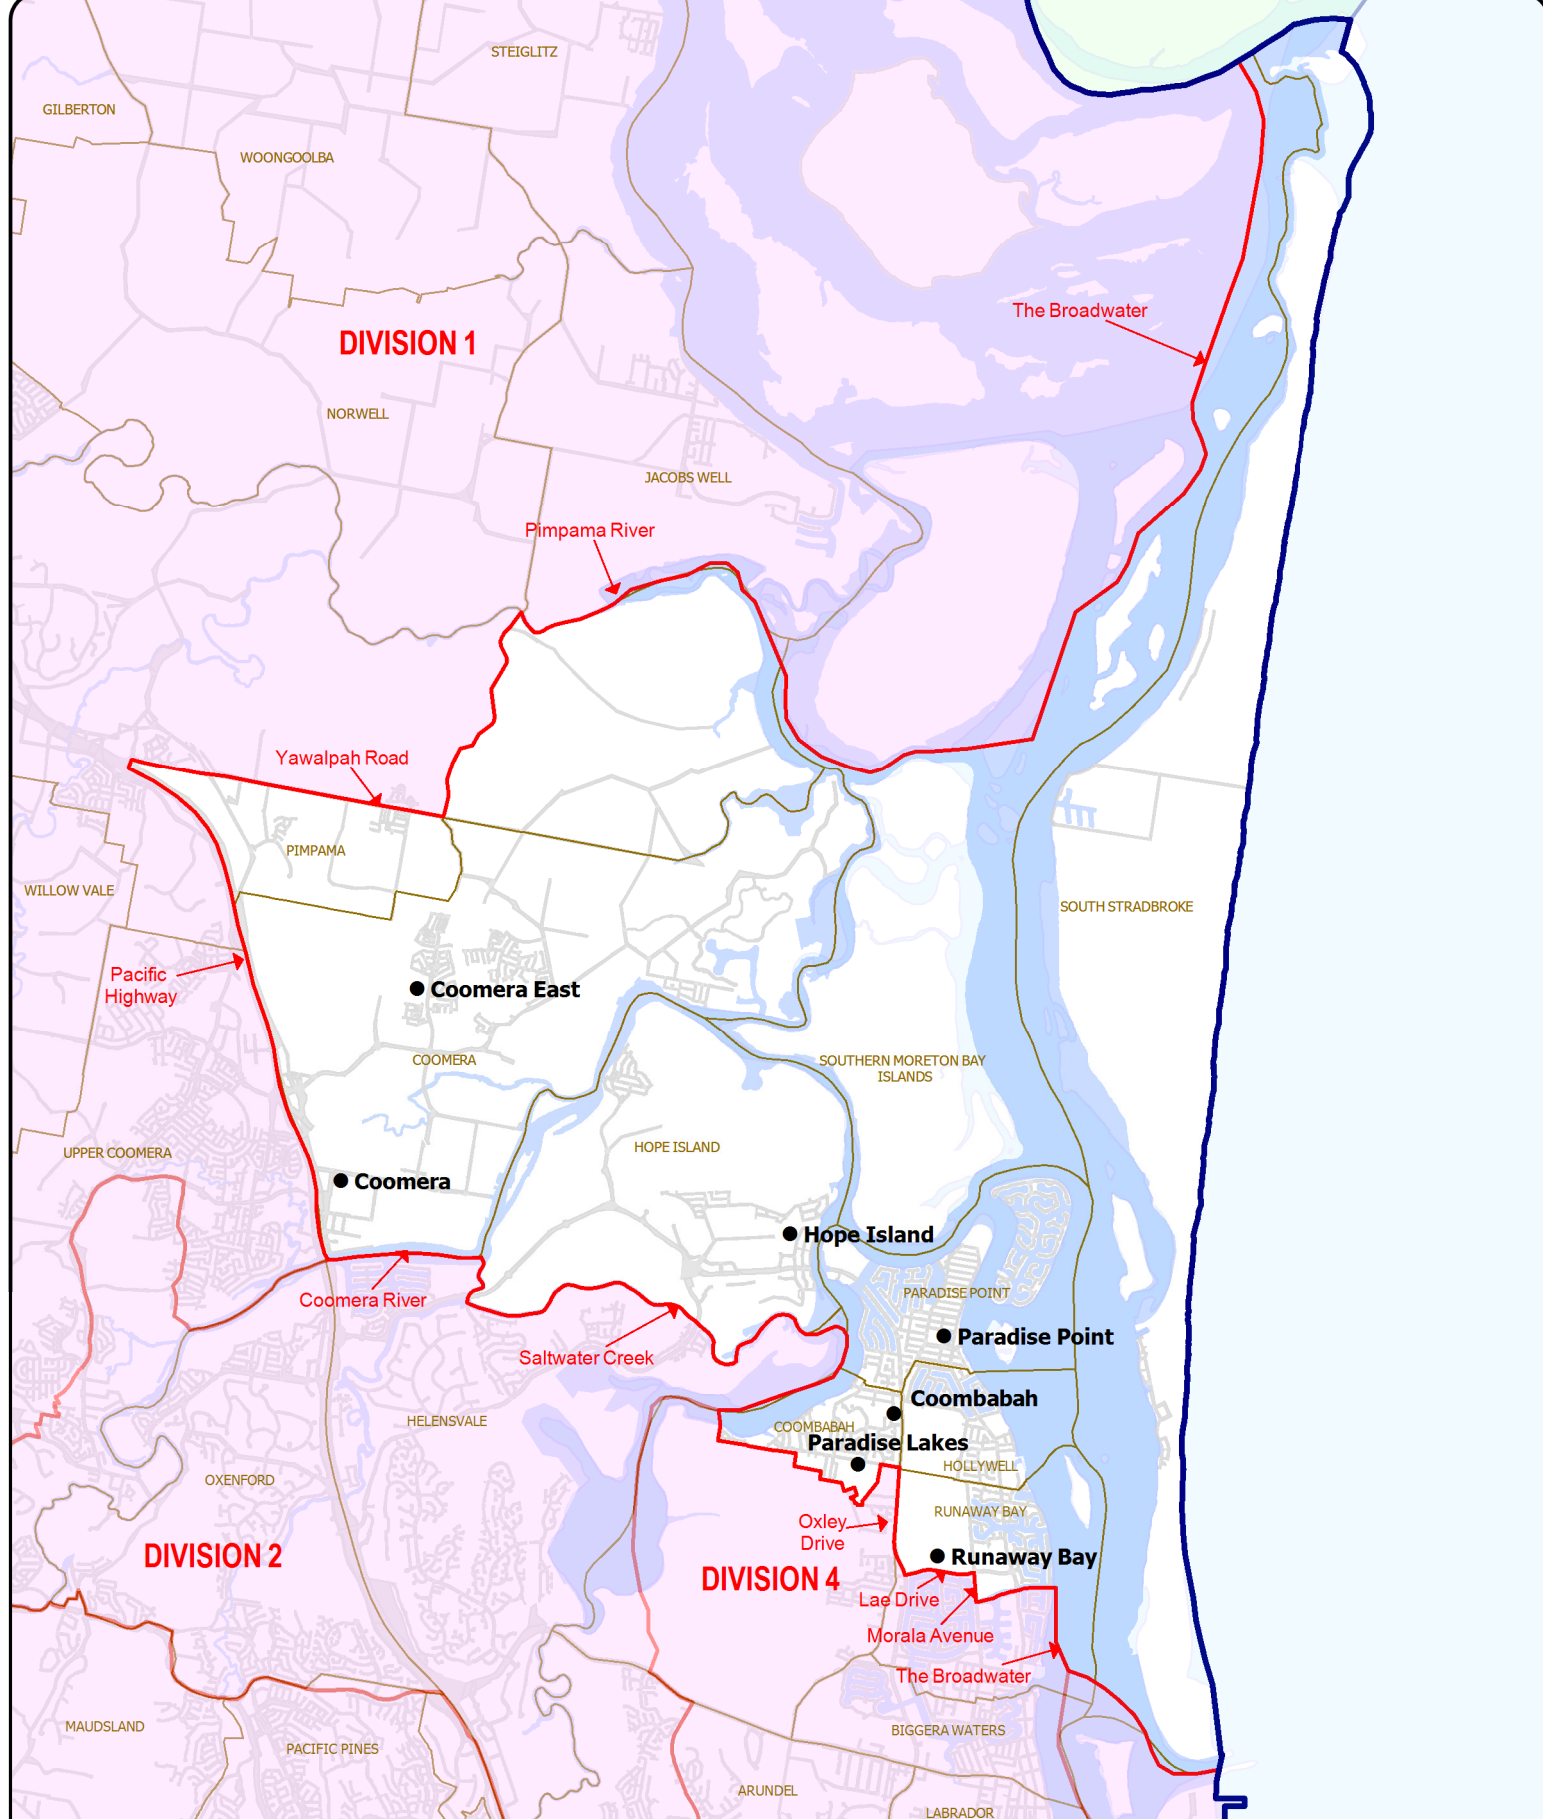 STEIGLITZ
GILBERTON
WOONGOOLBA
The Broadwater
DIVISION 1
NORWELL
JACOBS WELL
Pimpama River
Yawalpah Road
PIMPAMA
WILLOW VALE
SOUTH STRADBROKE
Pacific
Highway
Coomera East
COOMERA
SOUTHERN MORETON BAY
ISLANDS
HOPE ISLAND
UPPER COOMERA
Coomera
Hope Island
PARADISE POINT
Coomera River
Paradise Point
Saltwater Creek
Coombabah
HELENSVALE
COOMBABAH
Paradise Lakes
HOLLYWELL
OXENFORD
RUNAWAY BAY
Oxley
Drive
DIVISION 2
Runaway Bay
DIVISION 4
Lae Drive
Morala Avenue
The Broadwater
MAUDSLAND
BIGGERA WATERS
PACIFIC PINES
ARUNDEL
LABRADOR